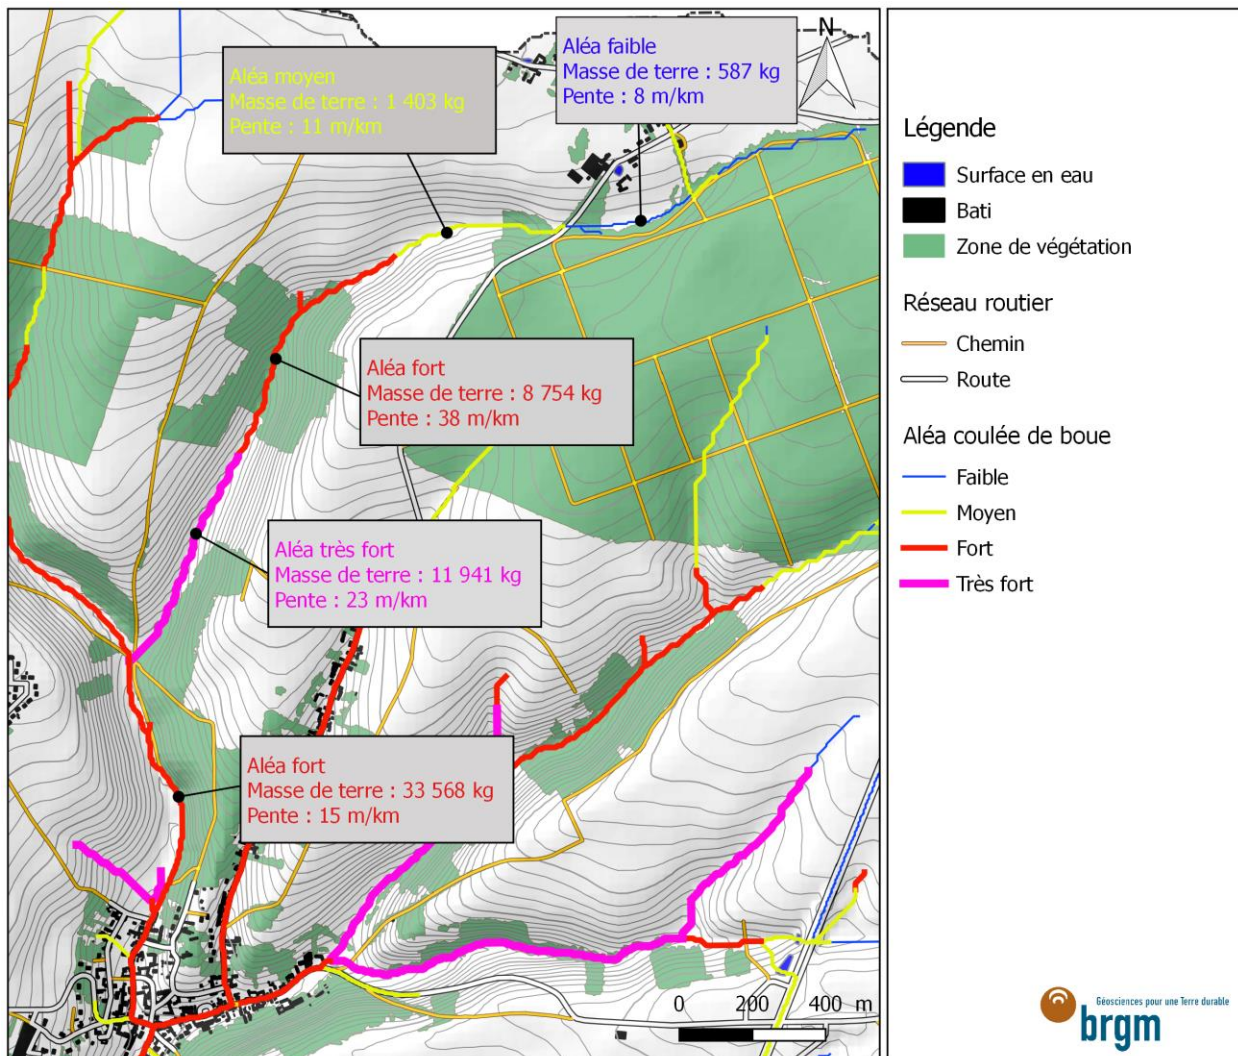 Aléa moyen
Masse de terre : 1 403 kg
Pente : 11 m/km
Aléa faible
Masse de terre : 587 kg
Pente : 8 m/km
N
Aléa fort
Masse de terre : 8 754 kg
Pente : 38 m/km
Aléa très fort
Masse de terre : 11 941 kg
Pente : 23 m/km
Aléa fort
Masse de terre : 33 568 kg
Pente : 15 m/km
0 200 400 m
Légende
Surface en eau
Bati
Zone de végétation
Réseau routier
Chemin
Route
Aléa coulée de boue
Faible
Moyen
Fort
Très fort
Géosciences pour une Terre durable
brgm